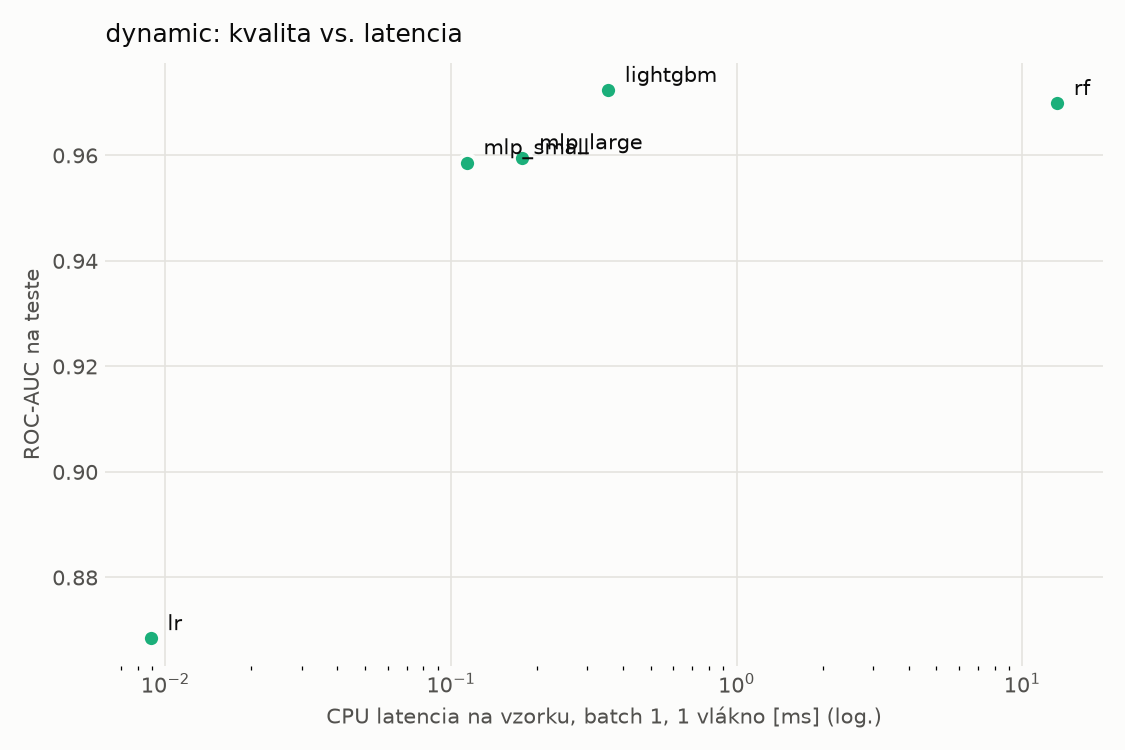 dynamic: kvalita vs. latencia
lightgbm
rf
mlp_large
mlp_small
0.96
0.94
0.92
0.90
0.88
lr
ROC-AUC na teste
10⁻² 10⁻¹ 10⁰ 10¹
CPU latencia na vzorku, batch 1, 1 vlákno [ms] (log.)